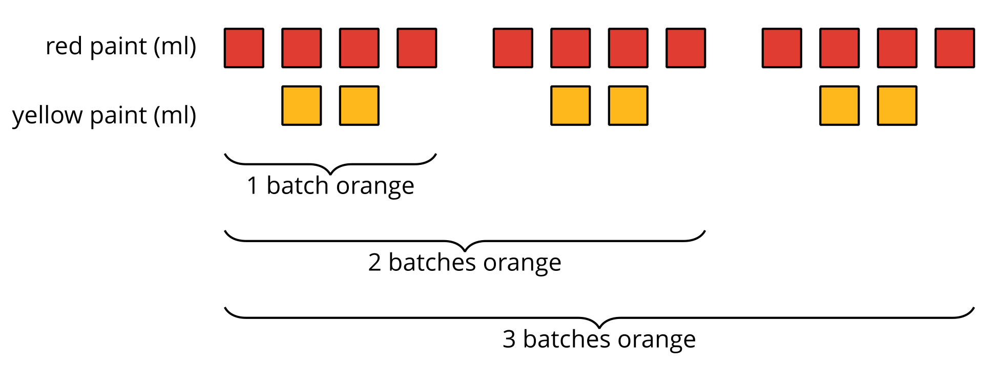 red paint (ml)
yellow paint (ml)
1 batch orange
2 batches orange
3 batches orange